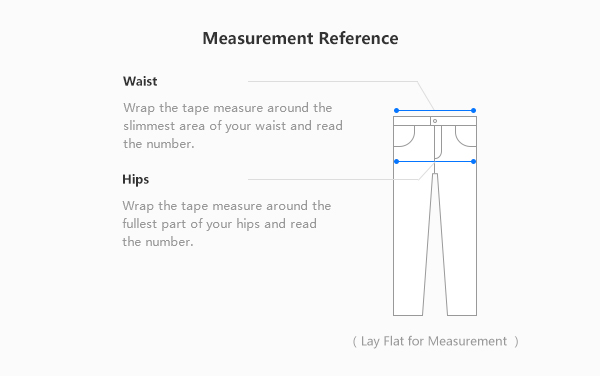 Measurement Reference
Waist
Wrap the tape measure around the
slimmest area of your waist and read
the number.
Hips
Wrap the tape measure around the
fullest part of your hips and read
the number.
( Lay Flat for Measurement )